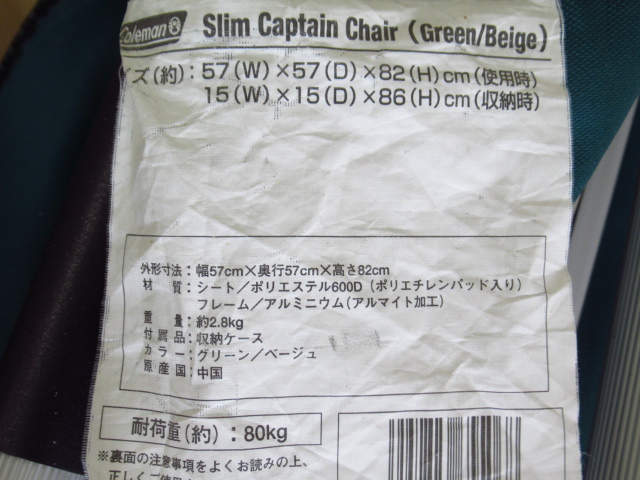 Coleman
Slim Captain Chair (Green/Beige)
イズ(約):57(W)×57(D)×82(H)cm(使用時)
15(W)×15(D)×86(H)cm(収納時)
外形寸法:幅57cm×奥行57cm×高さ82cm
材 質:シート/ポリエステル600D(ポリエチレンパッド入り)
フレーム/アルミニウム(アルマイト加工)
重 量:約2.8kg
付属品:収納ケース
カラー:グリーン/ベージュ
原産国:中国
耐荷重(約):80kg
※裏面の注意事項をよくお読みの上、
正しくご使用